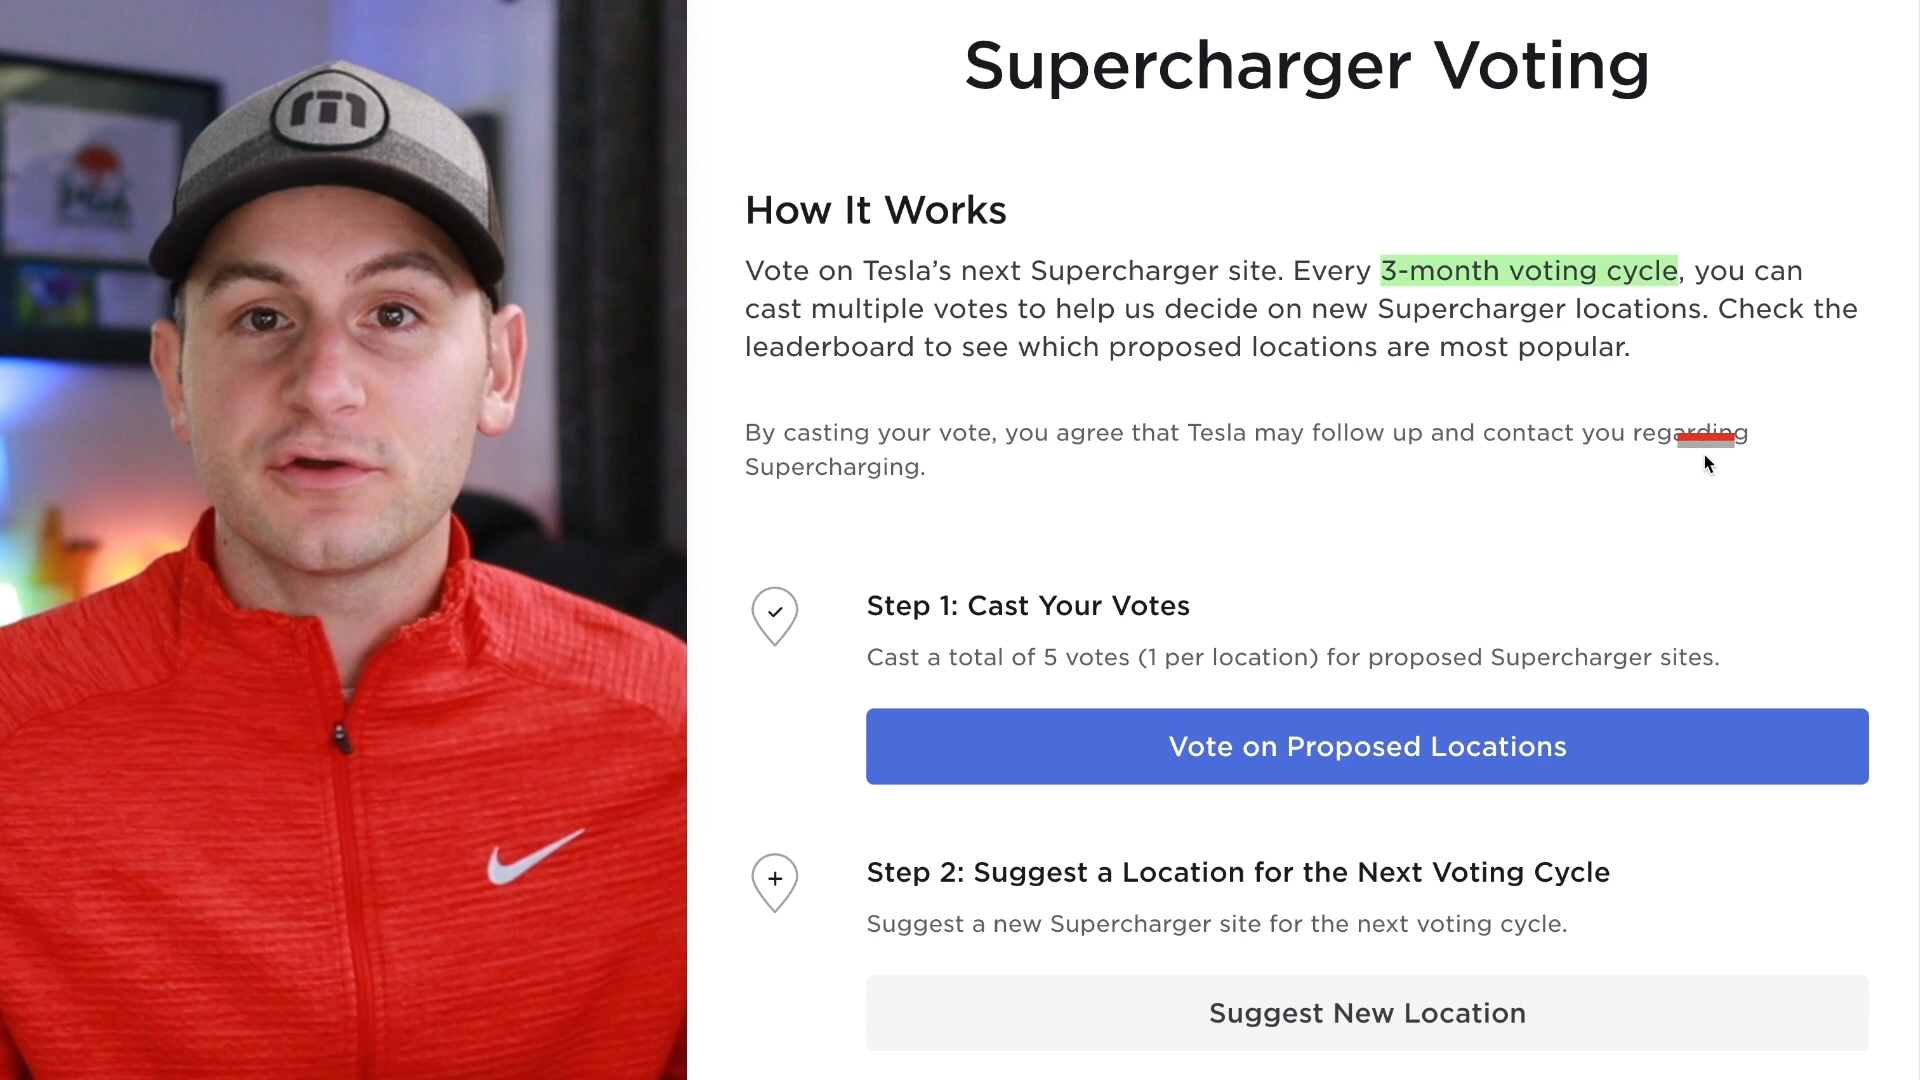 Supercharger Voting
How It Works
Vote on Tesla’s next Supercharger site. Every 3-month voting cycle, you can
cast multiple votes to help us decide on new Supercharger locations. Check the
leaderboard to see which proposed locations are most popular.
By casting your vote, you agree that Tesla may follow up and contact you regarding
Supercharging.
Step 1: Cast Your Votes
Cast a total of 5 votes (1 per location) for proposed Supercharger sites.
Vote on Proposed Locations
Step 2: Suggest a Location for the Next Voting Cycle
Suggest a new Supercharger site for the next voting cycle.
Suggest New Location
PGA